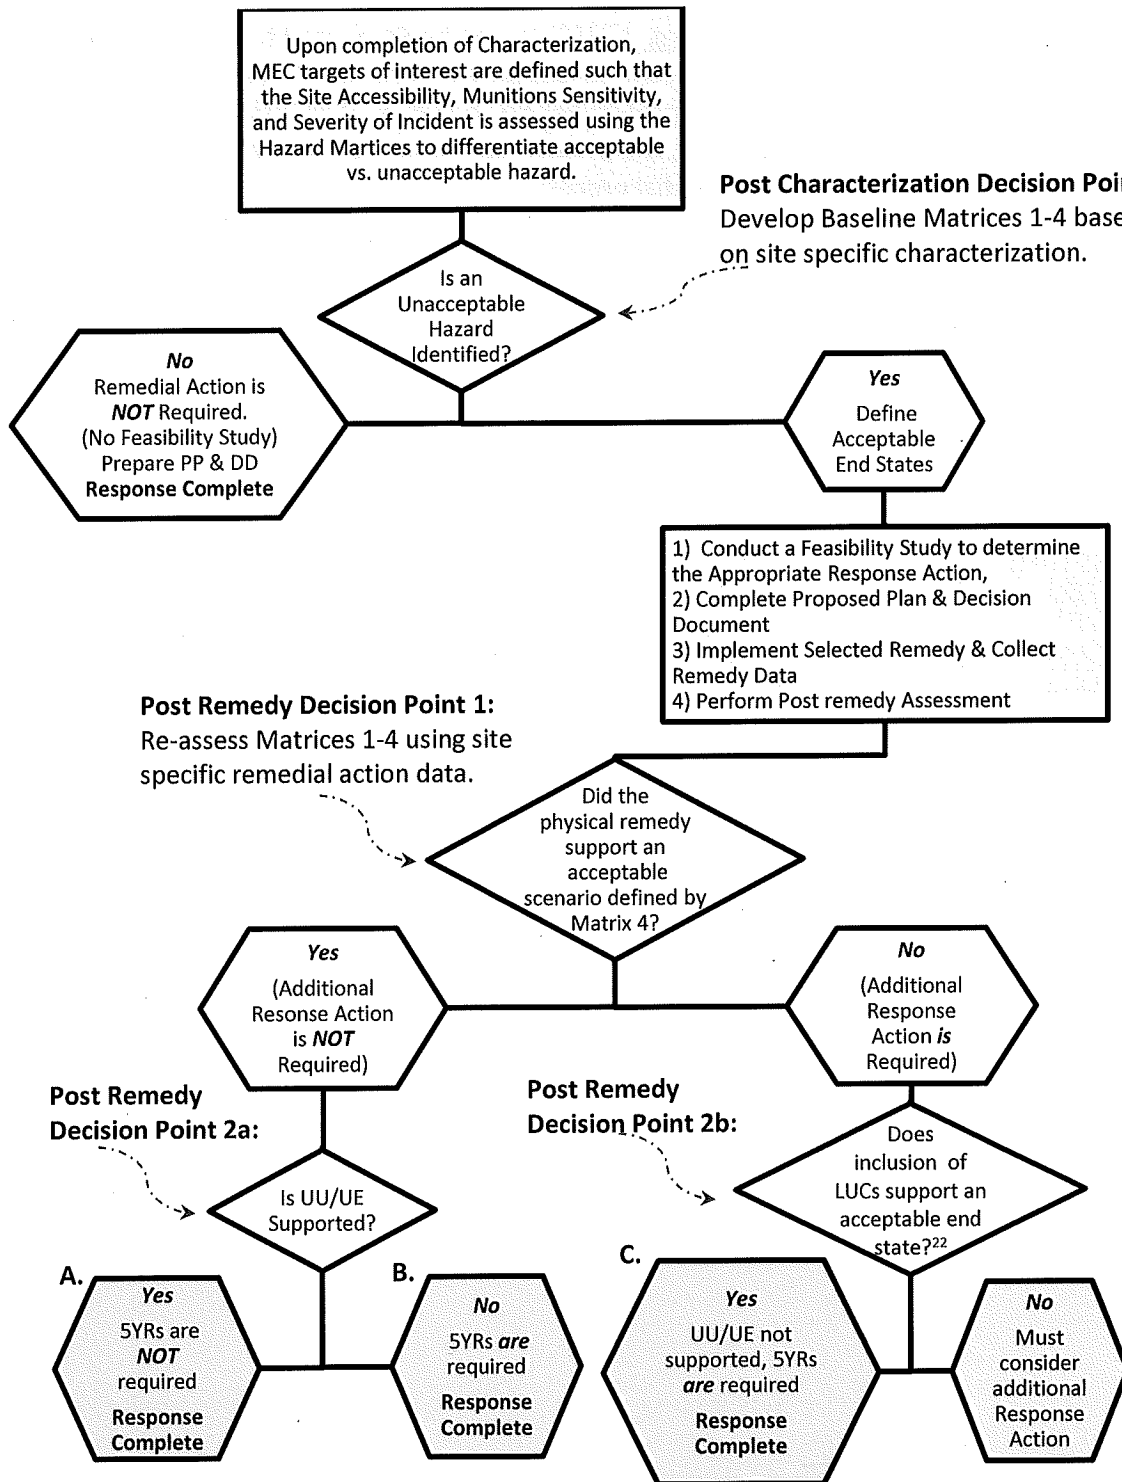 Upon completion of Characterization,
MEC targets of interest are defined such that
the Site Accessibility, Munitions Sensitivity,
and Severity of Incident is assessed using the
Hazard Martices to differentiate acceptable
vs. unacceptable hazard.
Post Characterization Decision Poi
Develop Baseline Matrices 1-4 base
on site specific characterization.
Is an
Unacceptable
Hazard
Identified?
No
Remedial Action is
NOT Required.
(No Feasibility Study)
Prepare PP & DD
Response Complete
Yes
Define
Acceptable
End States
1) Conduct a Feasibility Study to determine
the Appropriate Response Action,
2) Complete Proposed Plan & Decision
Document
3) Implement Selected Remedy & Collect
Remedy Data
4) Perform Post remedy Assessment
Post Remedy Decision Point 1:
Re-assess Matrices 1-4 using site
specific remedial action data.
Did the
physical remedy
support an
acceptable
scenario defined by
Matrix 4?
Yes
(Additional
Resonse Action
is NOT
Required)
No
(Additional
Response
Action is
Required)
Post Remedy
Decision Point 2a:
Post Remedy
Decision Point 2b:
Is UU/UE
Supported?
Does
inclusion of
LUCs support an
acceptable end
state?22
A.
Yes
5YRs are
NOT
required
Response
Complete
B.
No
5YRs are
required
Response
Complete
C.
Yes
UU/UE not
supported, 5YRs
are required
Response
Complete
No
Must
consider
additional
Response
Action